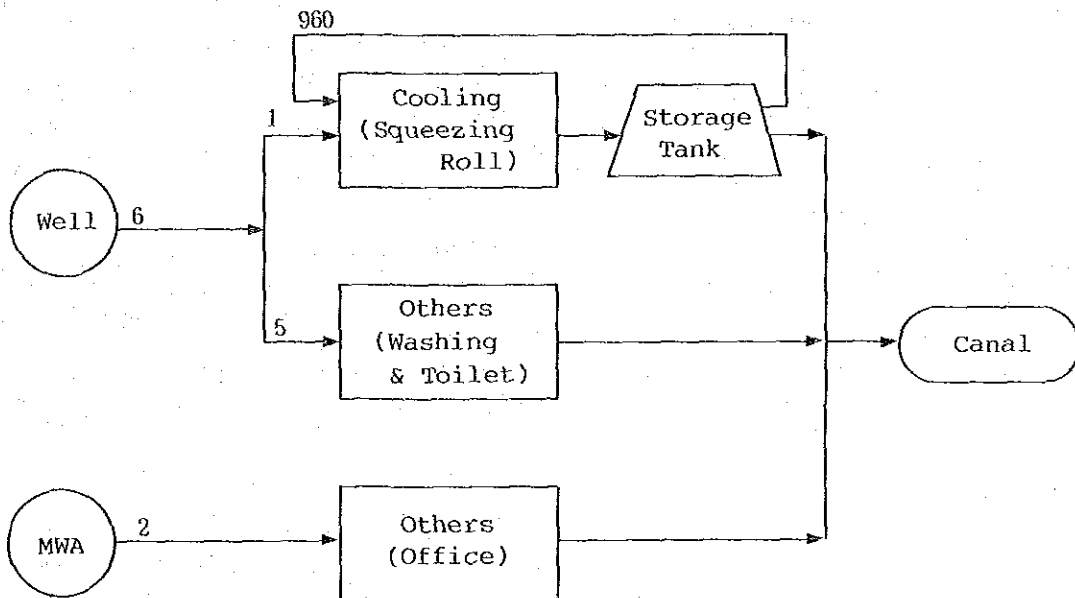 960
Cooling
(Squeezing
Roll)
Storage
Tank
1
Well
6
5
Others
(Washing
& Toilet)
Canal
MWA
2
Others
(Office)